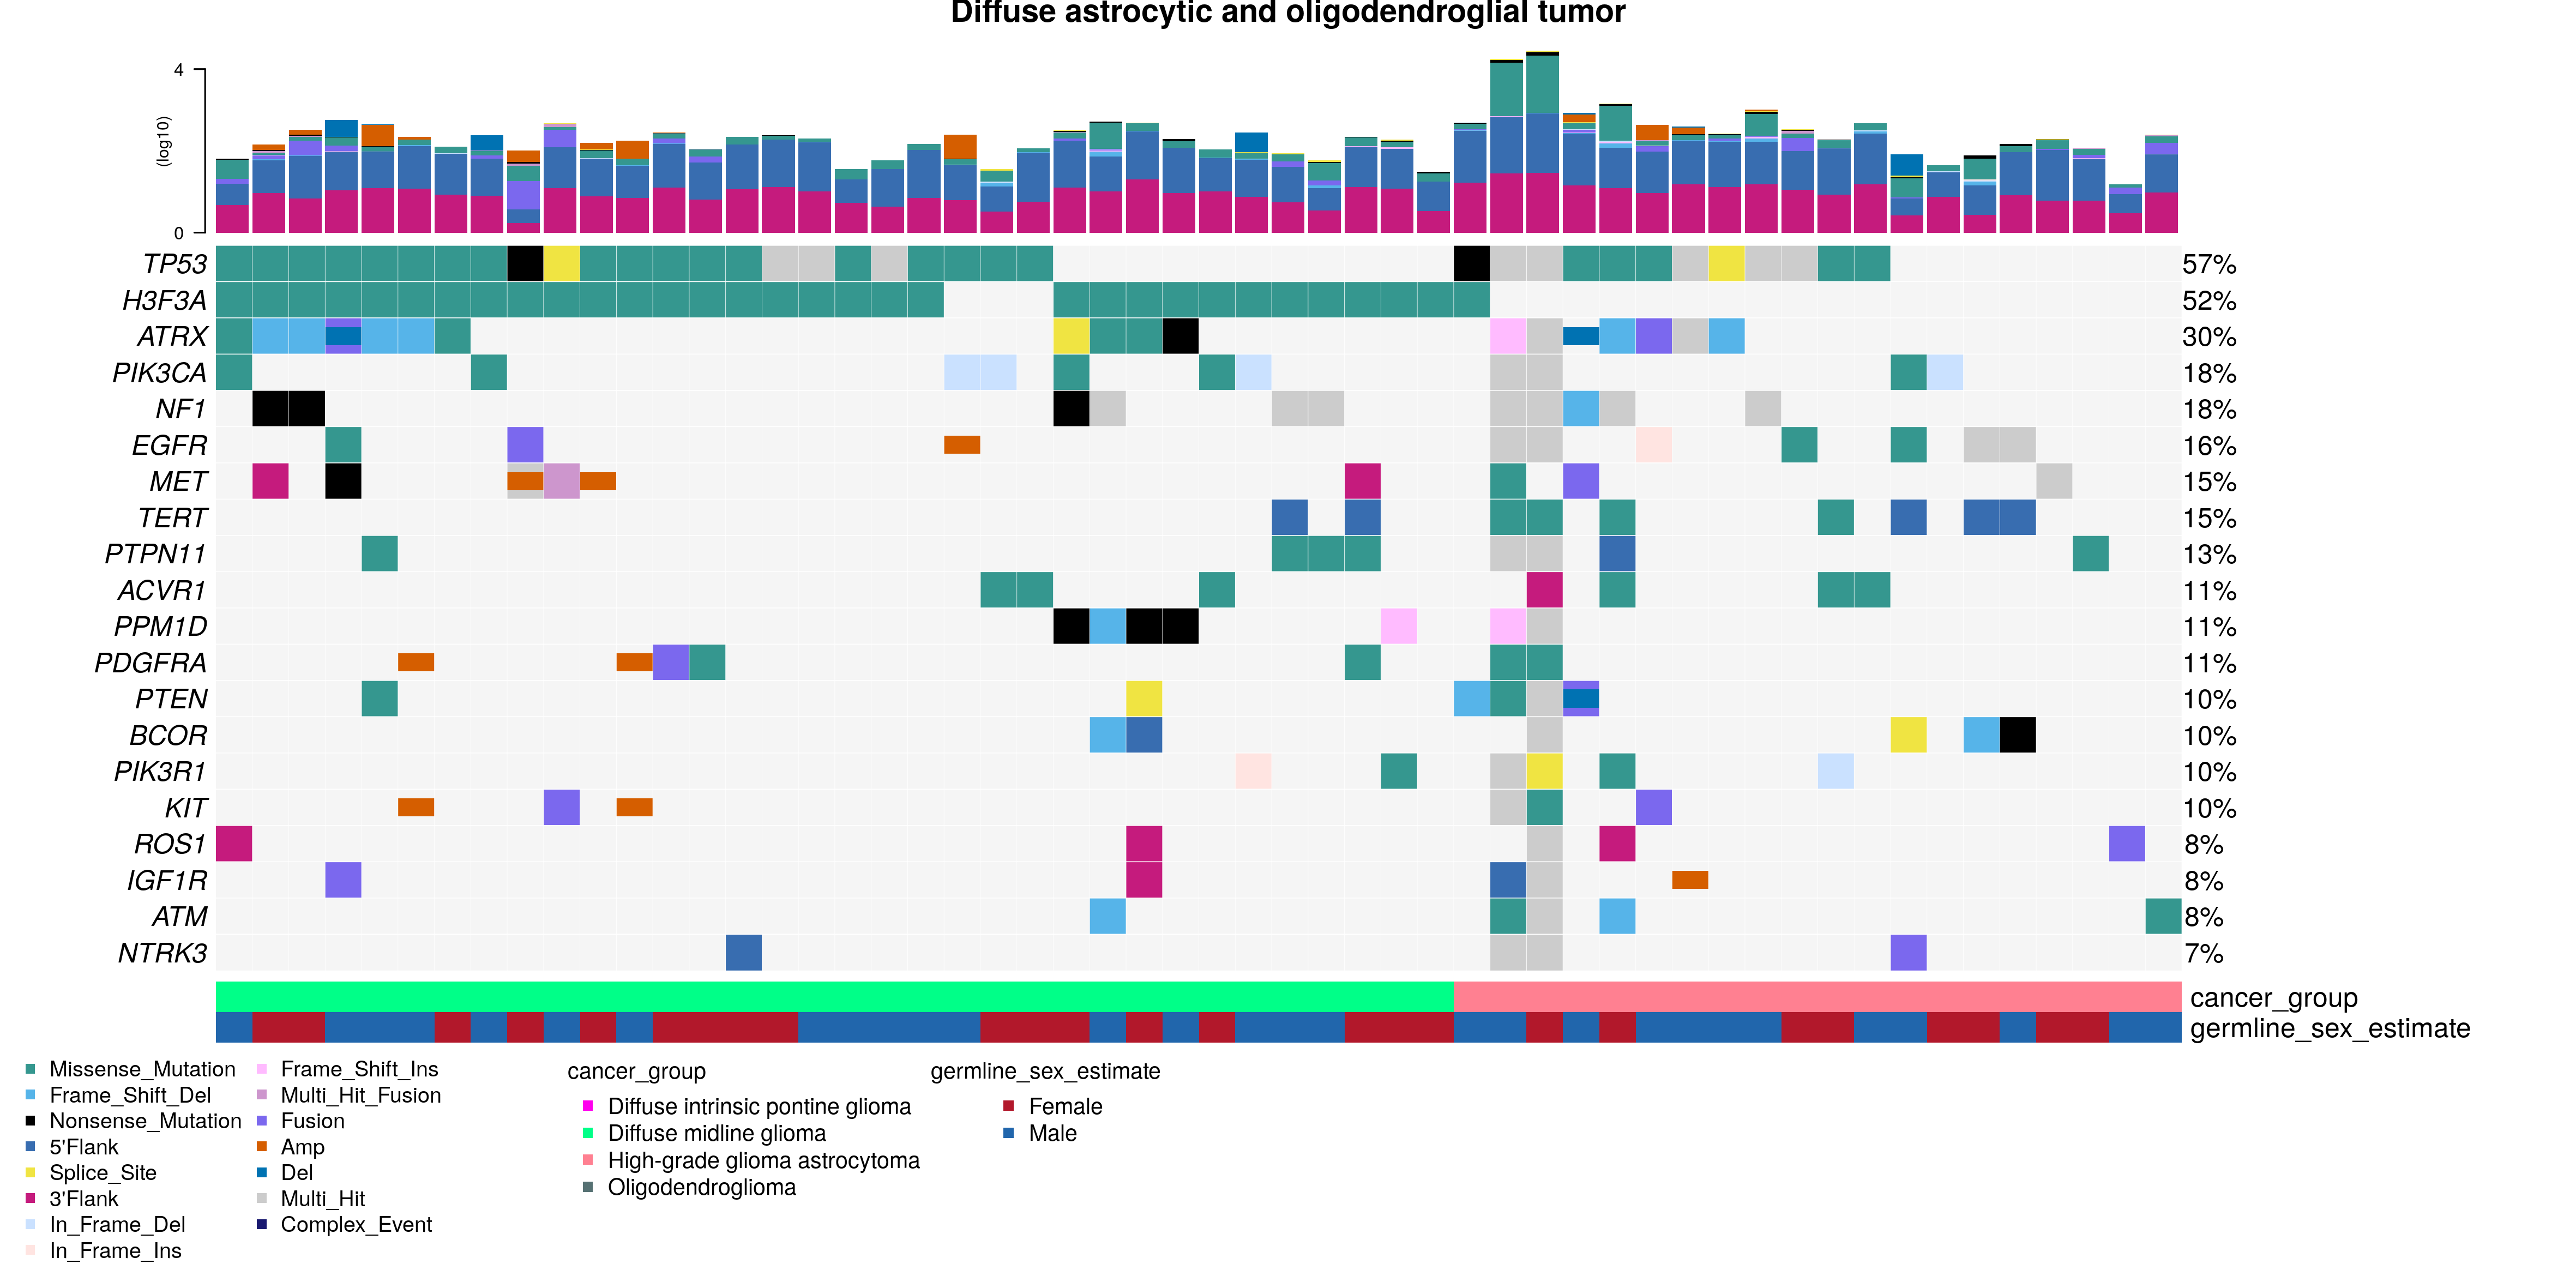 Diffuse astrocytic and oligodendroglial tumor
4
(log10)
0
TP53 57%
H3F3A 52%
ATRX 30%
PIK3CA 18%
NF1 18%
EGFR 16%
MET 15%
TERT 15%
PTPN11 13%
ACVR1 11%
PPM1D 11%
PDGFRA 11%
PTEN 10%
BCOR 10%
PIK3R1 10%
KIT 10%
ROS1 8%
IGF1R 8%
ATM 8%
NTRK3 7%
cancer_group
germline_sex_estimate
Missense_Mutation
Frame_Shift_Del
Nonsense_Mutation
5'Flank
Splice_Site
3'Flank
In_Frame_Del
In_Frame_Ins
Frame_Shift_Ins
Multi_Hit_Fusion
Fusion
Amp
Del
Multi_Hit
Complex_Event
cancer_group
Diffuse intrinsic pontine glioma
Diffuse midline glioma
High-grade glioma astrocytoma
Oligodendroglioma
germline_sex_estimate
Female
Male